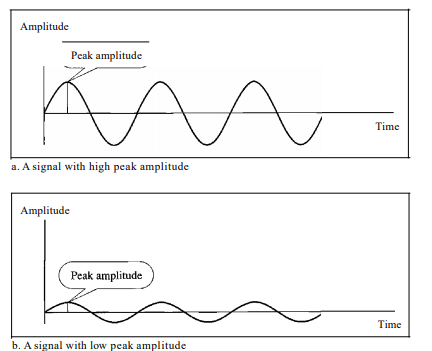 Amplitude
Peak amplitude
Time
a. A signal with high peak amplitude
Amplitude
Peak amplitude
Time
b. A signal with low peak amplitude